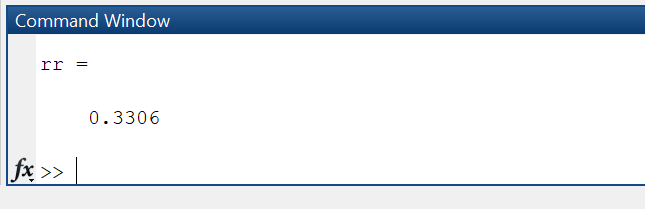 Command Window
rr =
0.3306
fx >>